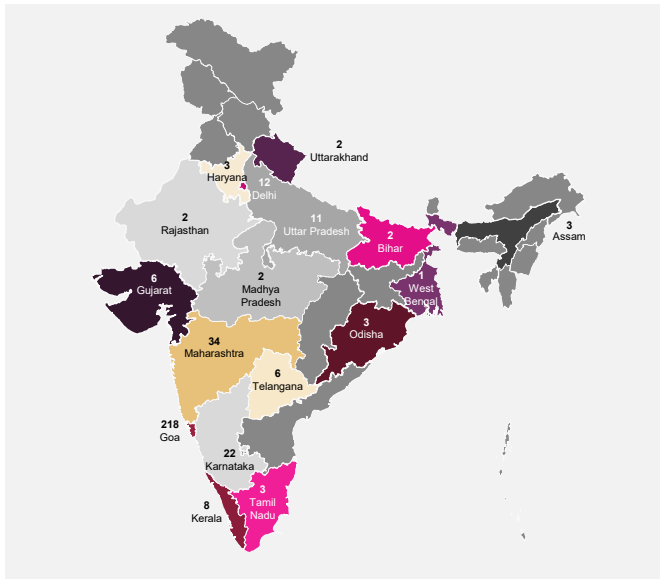 2
Uttarakhand
3
Haryana
12
Delhi
11
Uttar Pradesh
2
Rajasthan
2
Bihar
3
Assam
6
Gujarat
2
Madhya
Pradesh
1
West
Bengal
3
Odisha
34
Maharashtra
6
Telangana
218
Goa
22
Karnataka
3
Tamil
Nadu
8
Kerala